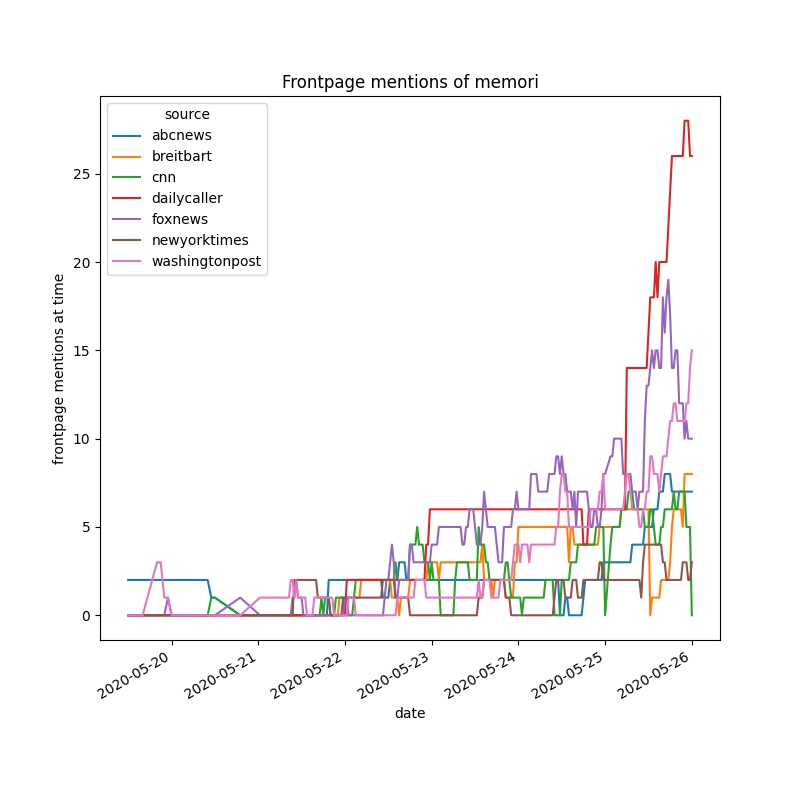 Frontpage mentions of memori
source
abcnews
breitbart
cnn
dailycaller
foxnews
newyorktimes
washingtonpost
frontpage mentions at time
25
20
15
10
5
0
2020-05-20
2020-05-21
2020-05-22
2020-05-23
2020-05-24
2020-05-25
2020-05-26
date